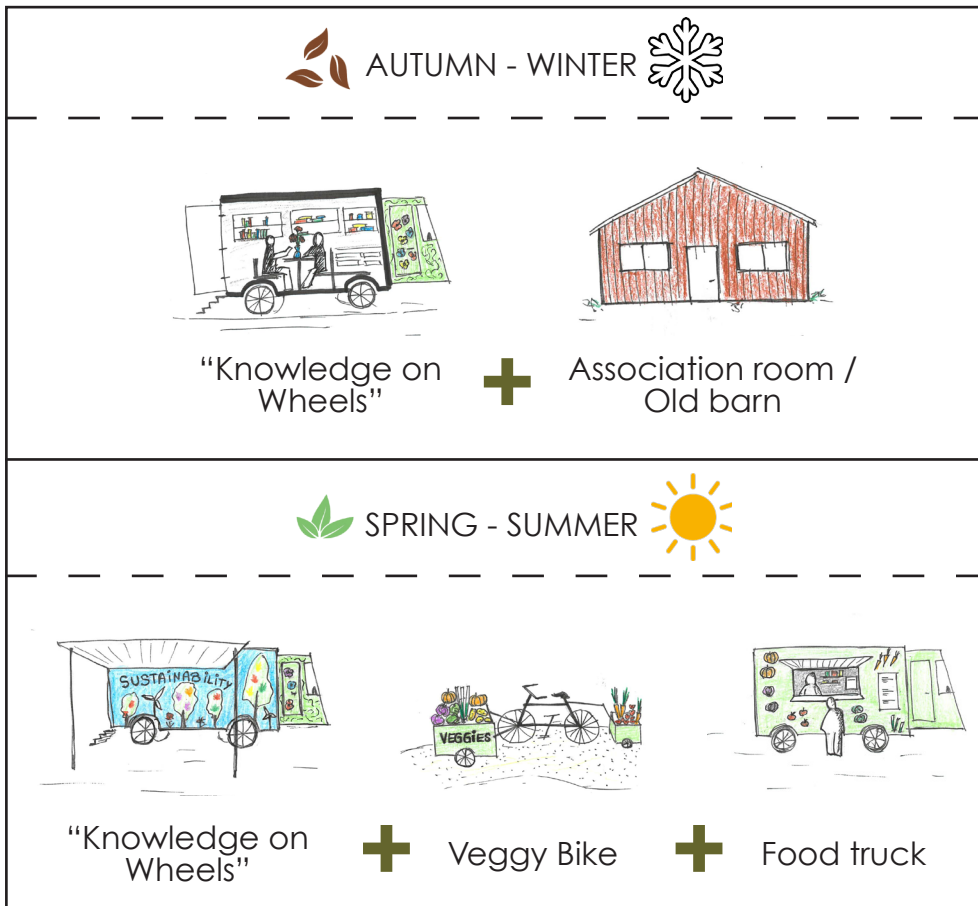 AUTUMN - WINTER
“Knowledge on
Wheels”
Association room /
Old barn
SPRING - SUMMER
SUSTAINABILITY
VEGGIES
“Knowledge on
Wheels”
Veggy Bike
Food truck